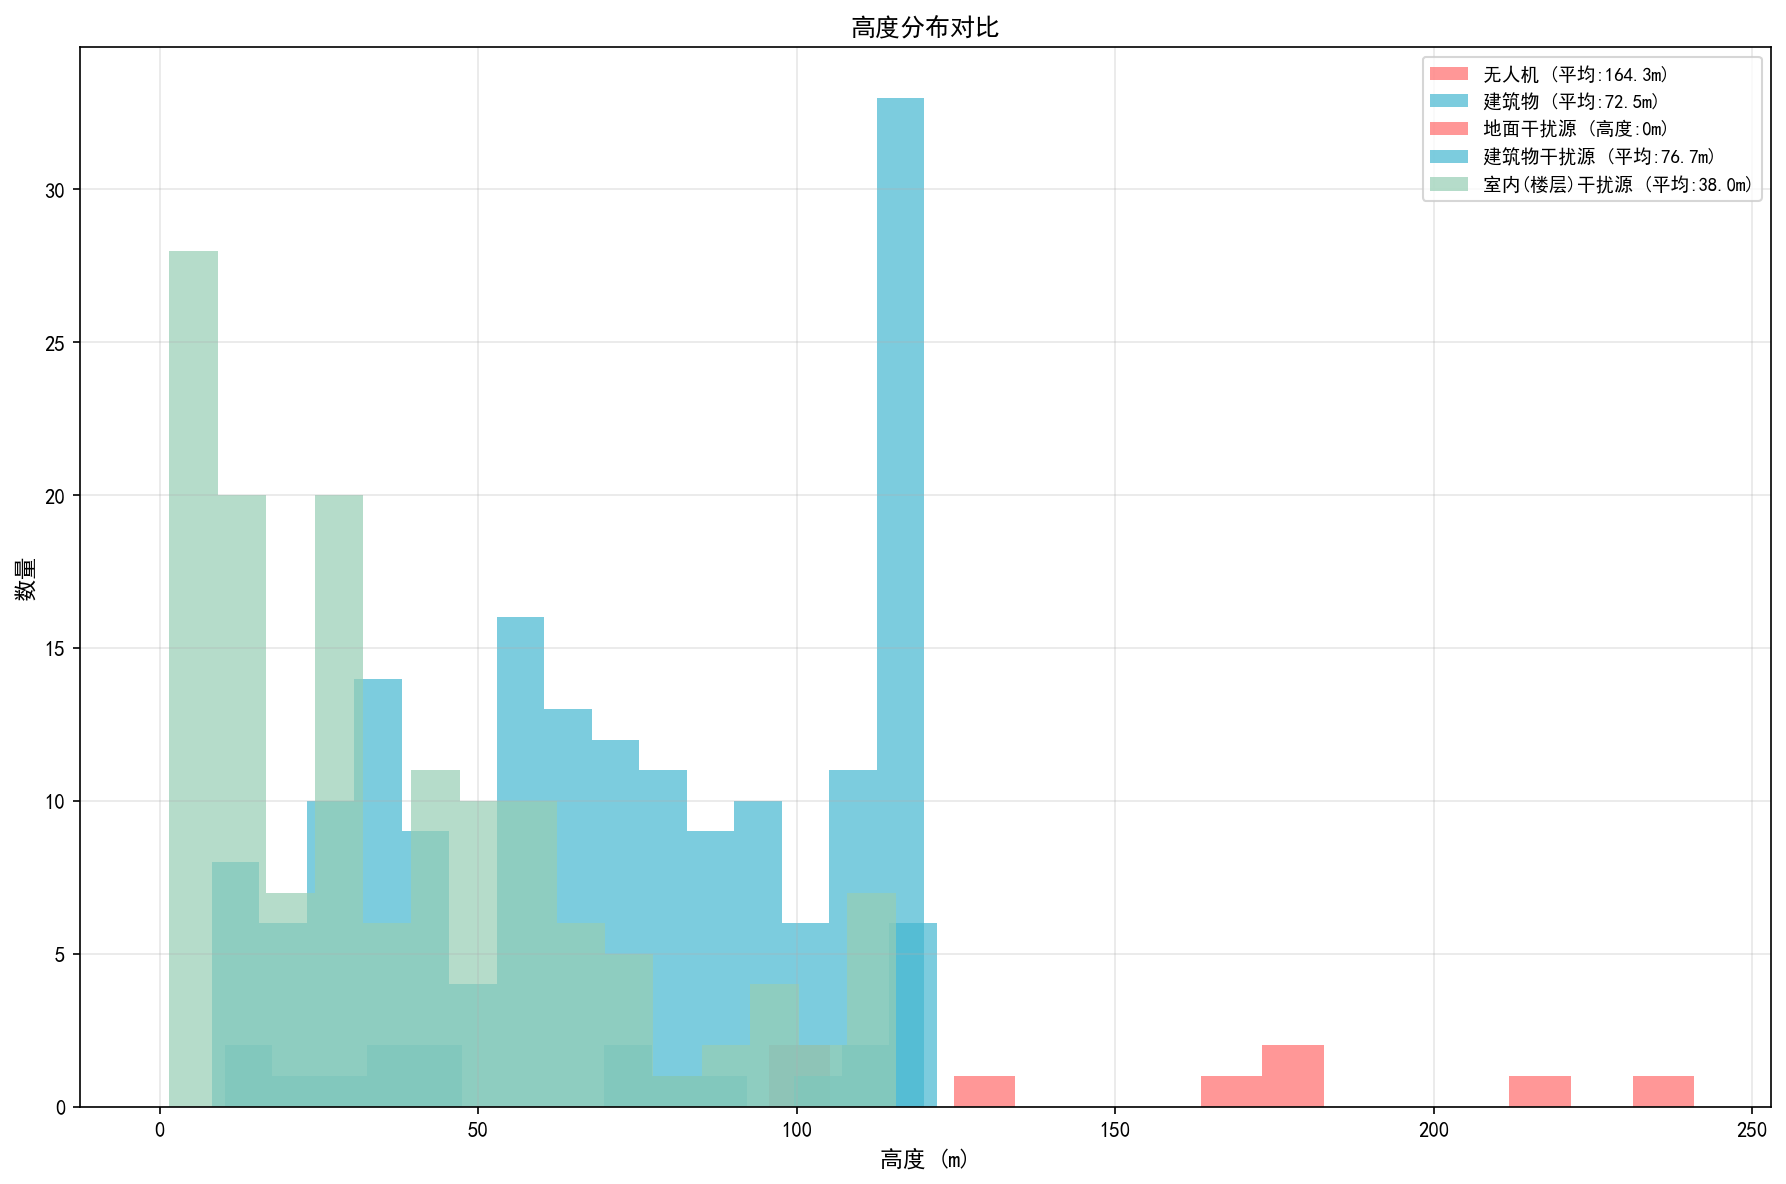 高度分布对比
无人机 (平均:164.3m)
建筑物 (平均:72.5m)
地面干扰源 (高度:0m)
建筑物干扰源 (平均:76.7m)
室内(楼层)干扰源 (平均:38.0m)
数量
30
25
20
15
10
5
0
0 50 100 150 200 250
高度 (m)